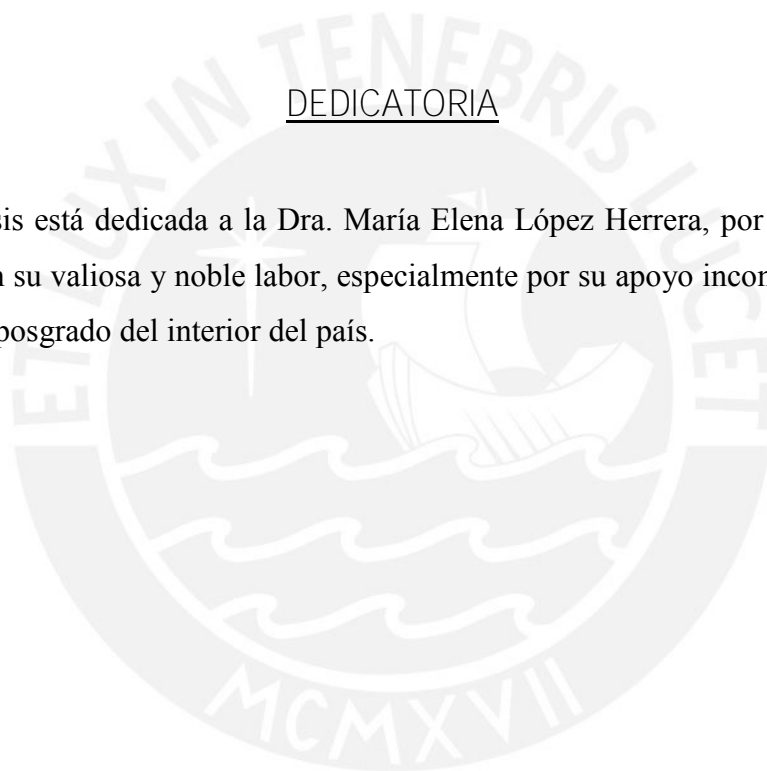 DEDICATORIA
sis está dedicada a la Dra. María Elena López Herrera, por
su valiosa y noble labor, especialmente por su apoyo
posgrado del interior del país.
ET LUX IN TENEBRIS LUCET
MCMXVII